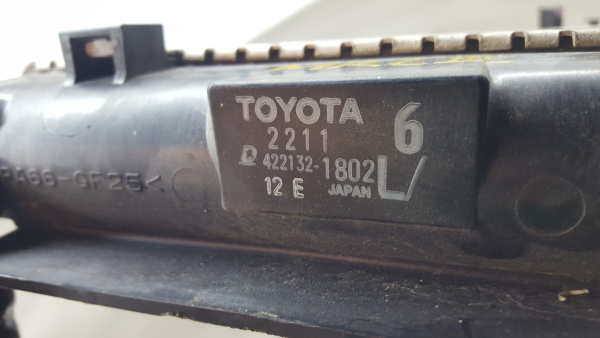 TOYOTA 6
2211
D 422132-1802 L/
12 E JAPAN
PA66-GF25<